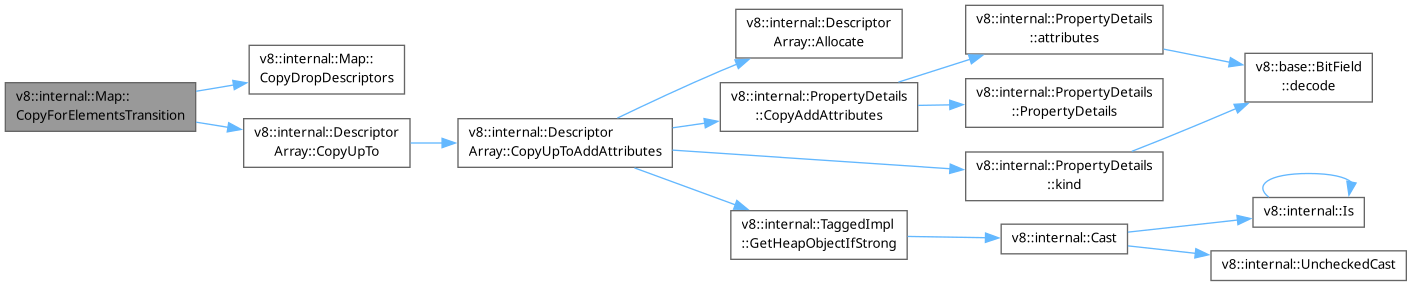 v8::internal::Map::
CopyForElementsTransition
v8::internal::Map::
CopyDropDescriptors
v8::internal::Descriptor
Array::CopyUpTo
v8::internal::Descriptor
Array::CopyUpToAddAttributes
v8::internal::Descriptor
Array::Allocate
v8::internal::PropertyDetails
::CopyAddAttributes
v8::internal::TaggedImpl
::GetHeapObjectIfStrong
v8::internal::PropertyDetails
::attributes
v8::internal::PropertyDetails
::PropertyDetails
v8::internal::PropertyDetails
::kind
v8::internal::Cast
v8::base::BitField
::decode
v8::internal::Is
v8::internal::UncheckedCast